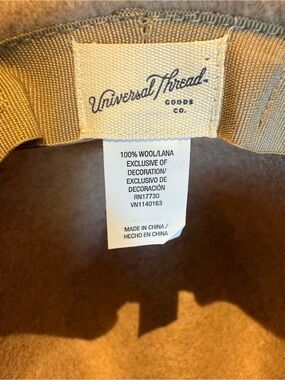 Universal Thread
GOODS
CO.
100% WOOL/LANA
EXCLUSIVE OF
DECORATION/
EXCLUSIVO DE
DECORACIÓN
RN17730
VN1140163
MADE IN CHINA/
HECHO EN CHINA